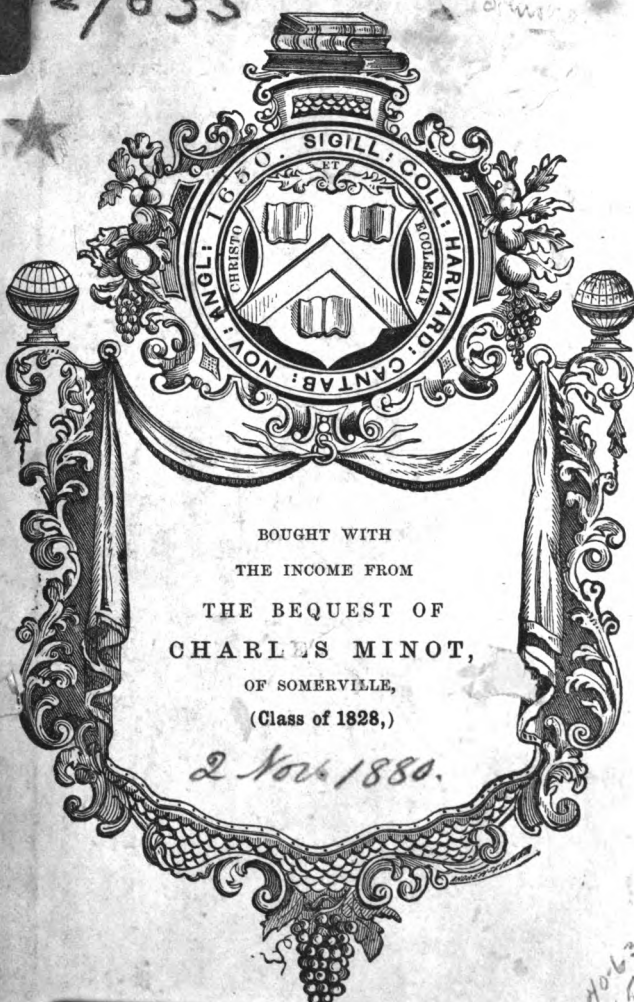 SIGILL: COLL: HARVARD: CANTAB: NOV: ANGL: 1650.
CHRISTO
ET
ECCLESIAE
BOUGHT WITH
THE INCOME FROM
THE BEQUEST OF
CHARL S MINOT,
OF SOMERVILLE,
(Class of 1828,)
2 Nov. 1880.